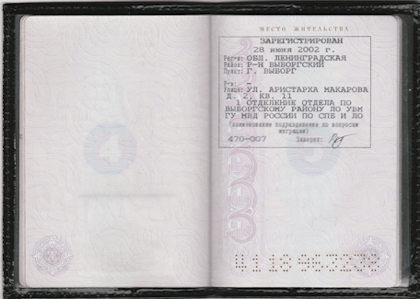 МЕСТО ЖИТЕЛЬСТВА
ЗАРЕГИСТРИРОВАН
28 июня 2002 г.
Рег-н: ОБЛ. ЛЕНИНГРАДСКАЯ
Район: Р-Н ВЫБОРГСКИЙ
Пункт: Г. ВЫБОРГ
Р-н: -
Улица: УЛ. АРИСТАРХА МАКАРОВА
Д. 2, КВ. 11
1 ОТДЕЛЕНИЕ ОТДЕЛА ПО
ВЫБОРГСКОМУ РАЙОНУ ЛО УВМ
ГУ МВД РОССИИ ПО СПБ И ЛО
(наименование подразделения по вопросам
миграции)
470-007 Заверил: